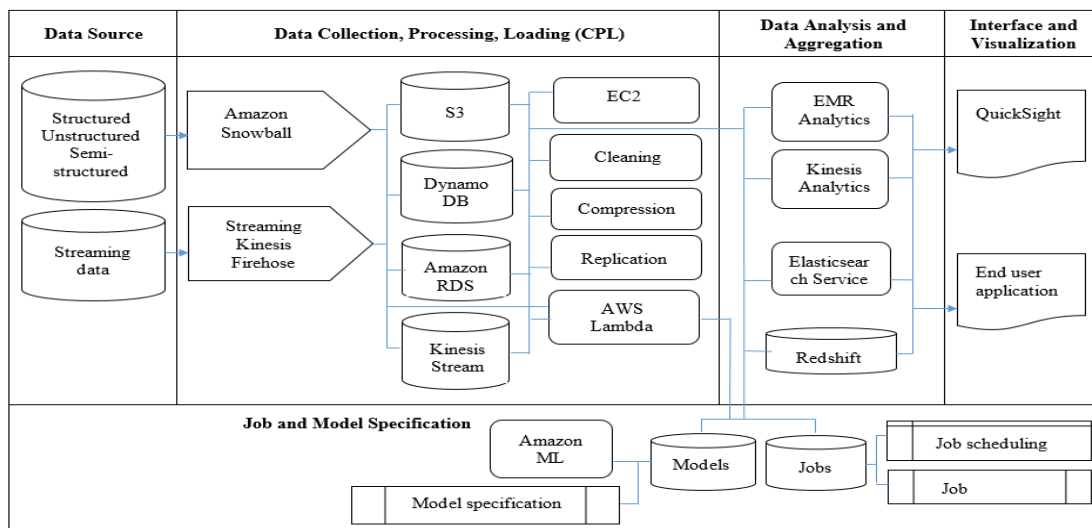 Data Source
Data Collection, Processing, Loading (CPL)
Data Analysis and
Aggregation
Interface and
Visualization
Structured
Unstructured
Semi-
structured
Streaming
data
Amazon
Snowball
Streaming
Kinesis
Firehose
S3
Dynamo
DB
Amazon
RDS
Kinesis
Stream
EC2
Cleaning
Compression
Replication
AWS
Lambda
EMR
Analytics
Kinesis
Analytics
Elasticsear
ch Service
Redshift
QuickSight
End user
application
Job and Model Specification
Amazon
ML
Model specification
Models
Jobs
Job scheduling
Job